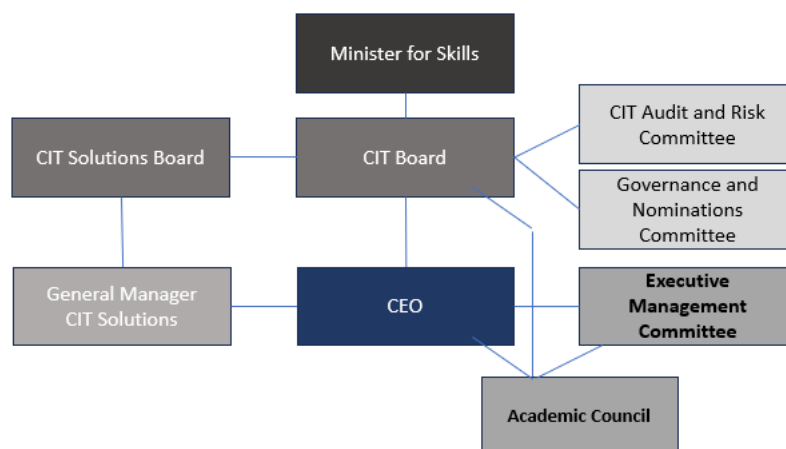 Minister for Skills
CIT Solutions Board
CIT Board
CIT Audit and Risk
Committee
Governance and
Nominations
Committee
General Manager
CIT Solutions
CEO
Executive
Management
Committee
Academic Council